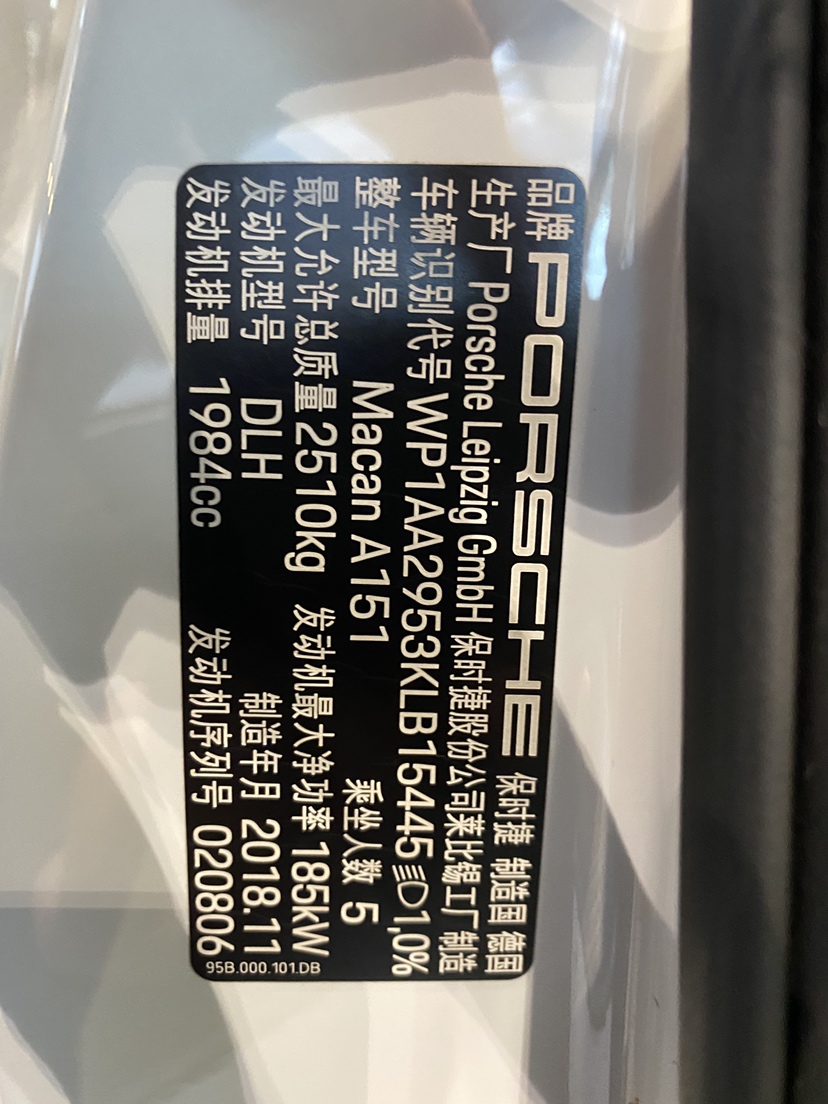 品牌 PORSCHE 保时捷 制造国 德国
生产厂 Porsche Leipzig GmbH 保时捷股份公司莱比锡工厂制造
车辆识别代号 WP1AA2953KLB15445 1,0%
整车型号 Macan A151 乘坐人数 5
最大允许总质量 2510kg 发动机最大净功率 185kW
发动机型号 DLH 制造年月 2018.11
发动机排量 1984cc 发动机序列号 020806
95B.000.101.DB